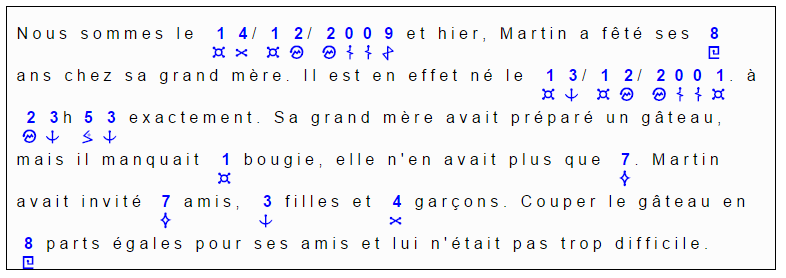 Nous sommes le 14/12/2009 et hier, Martin a fêté ses 8
ans chez sa grand mère. Il est en effet né le 13/12/2001. à
23h53 exactement. Sa grand mère avait préparé un gâteau,
mais il manquait 1 bougie, elle n'en avait plus que 7. Martin
avait invité 7 amis, 3 filles et 4 garçons. Couper le gâteau en
8 parts égales pour ses amis et lui n'était pas trop difficile.